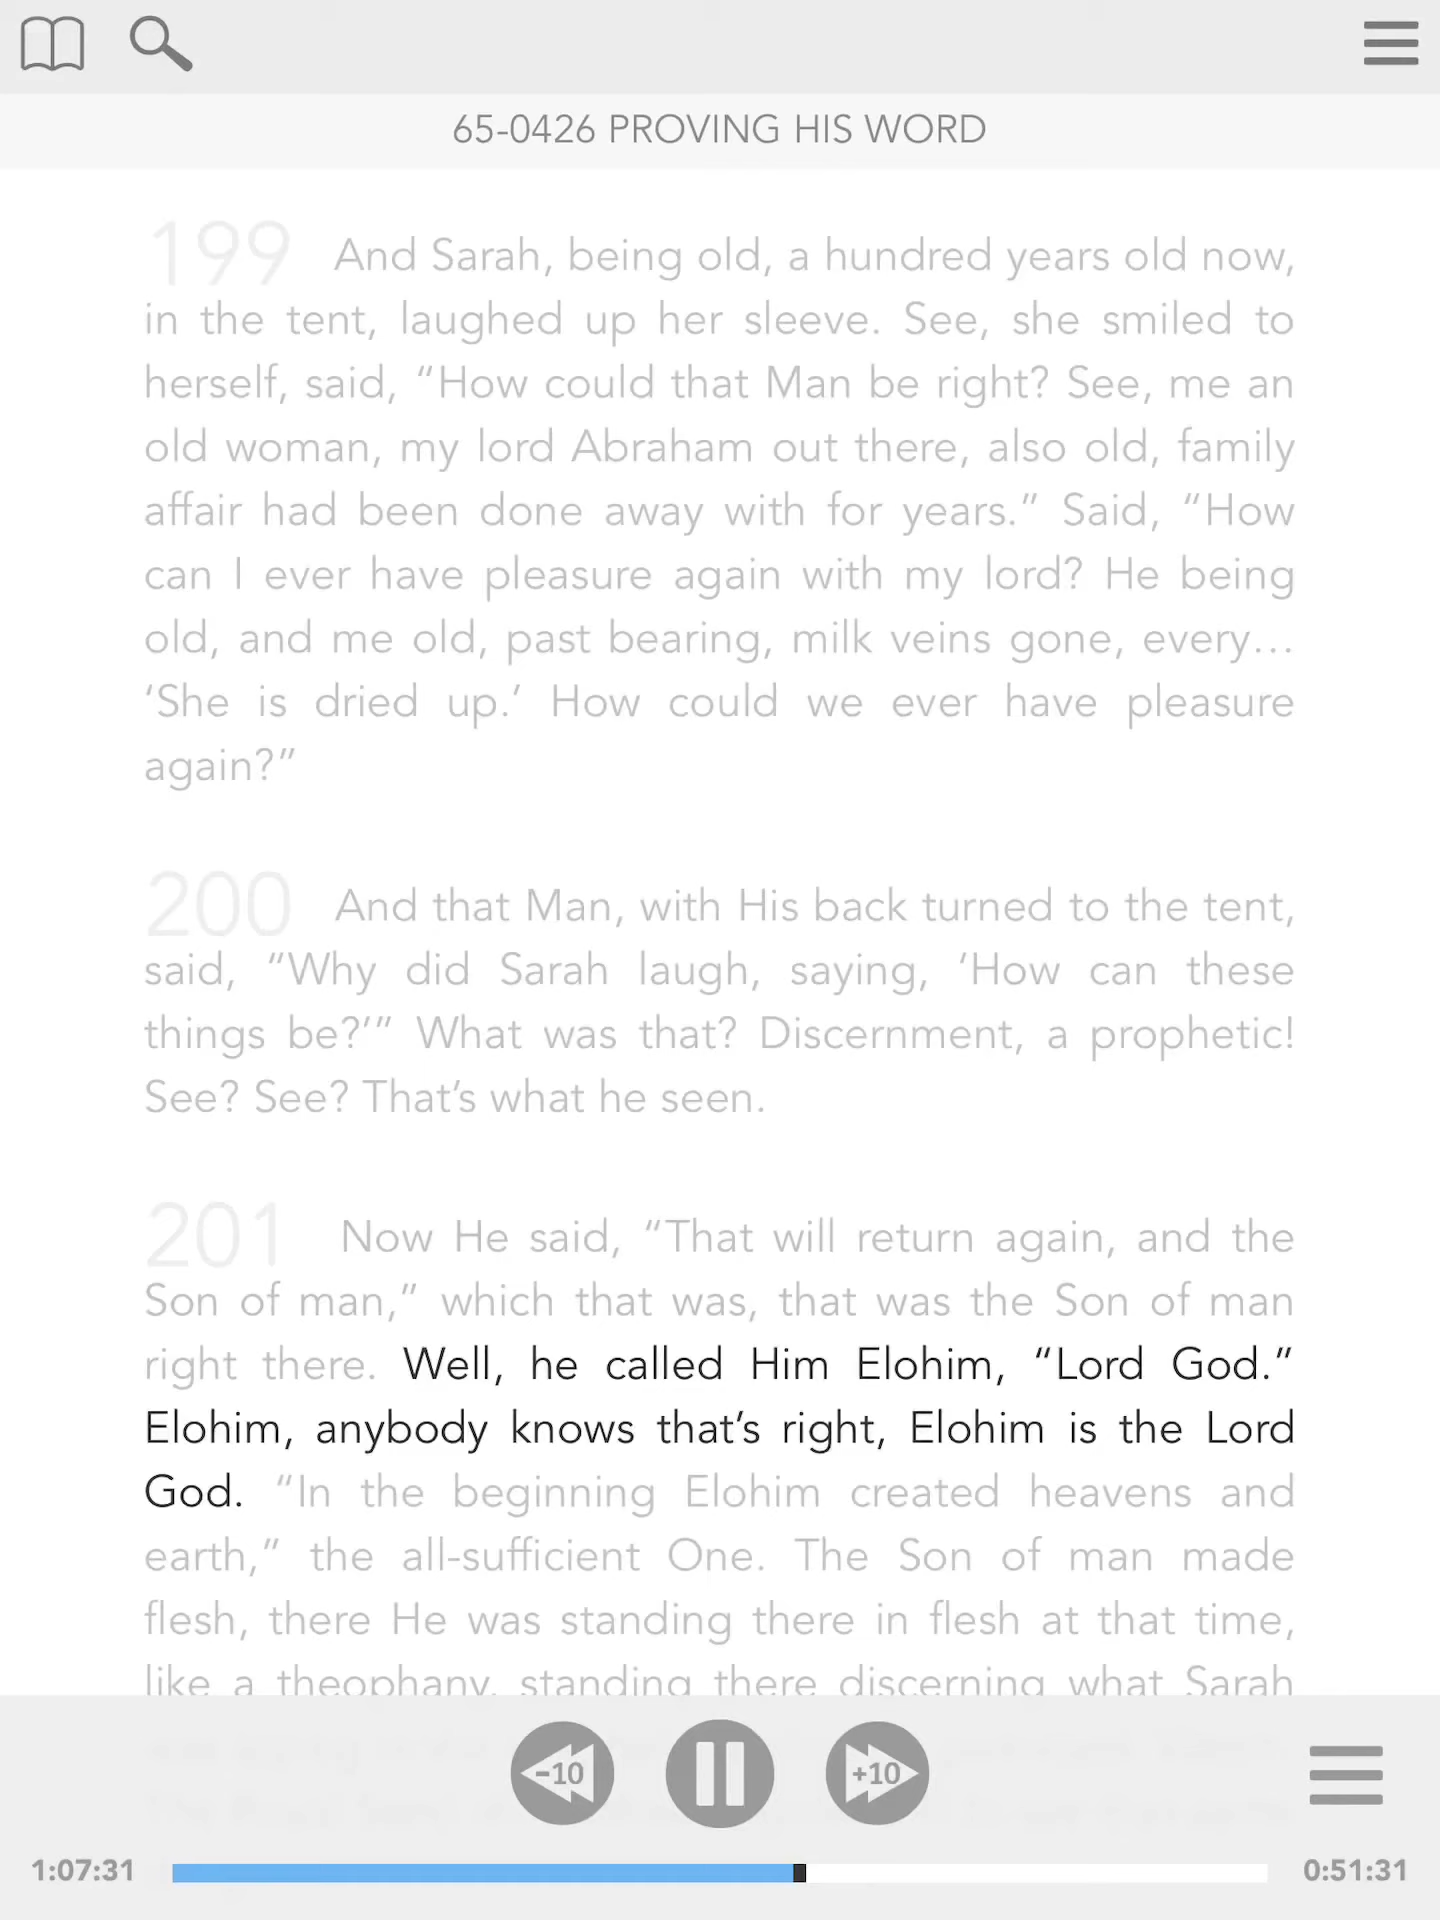 65-0426 PROVING HIS WORD
199 And Sarah, being old, a hundred years old now,
in the tent, laughed up her sleeve. See, she smiled to
herself, said, “How could that Man be right? See, me an
old woman, my lord Abraham out there, also old, family
affair had been done away with for years.” Said, “How
can I ever have pleasure again with my lord? He being
old, and me old, past bearing, milk veins gone, every…
‘She is dried up.’ How could we ever have pleasure
again?”
200 And that Man, with His back turned to the tent,
said, “Why did Sarah laugh, saying, ‘How can these
things be?’” What was that? Discernment, a prophetic!
See? See? That’s what he seen.
201 Now He said, “That will return again, and the
Son of man,” which that was, that was the Son of man
right there. Well, he called Him Elohim, “Lord God.”
Elohim, anybody knows that’s right, Elohim is the Lord
God. “In the beginning Elohim created heavens and
earth,” the all-sufficient One. The Son of man made
flesh, there He was standing there in flesh at that time,
like a theophany, standing there discerning what Sarah
-10 +10
1:07:31 0:51:31